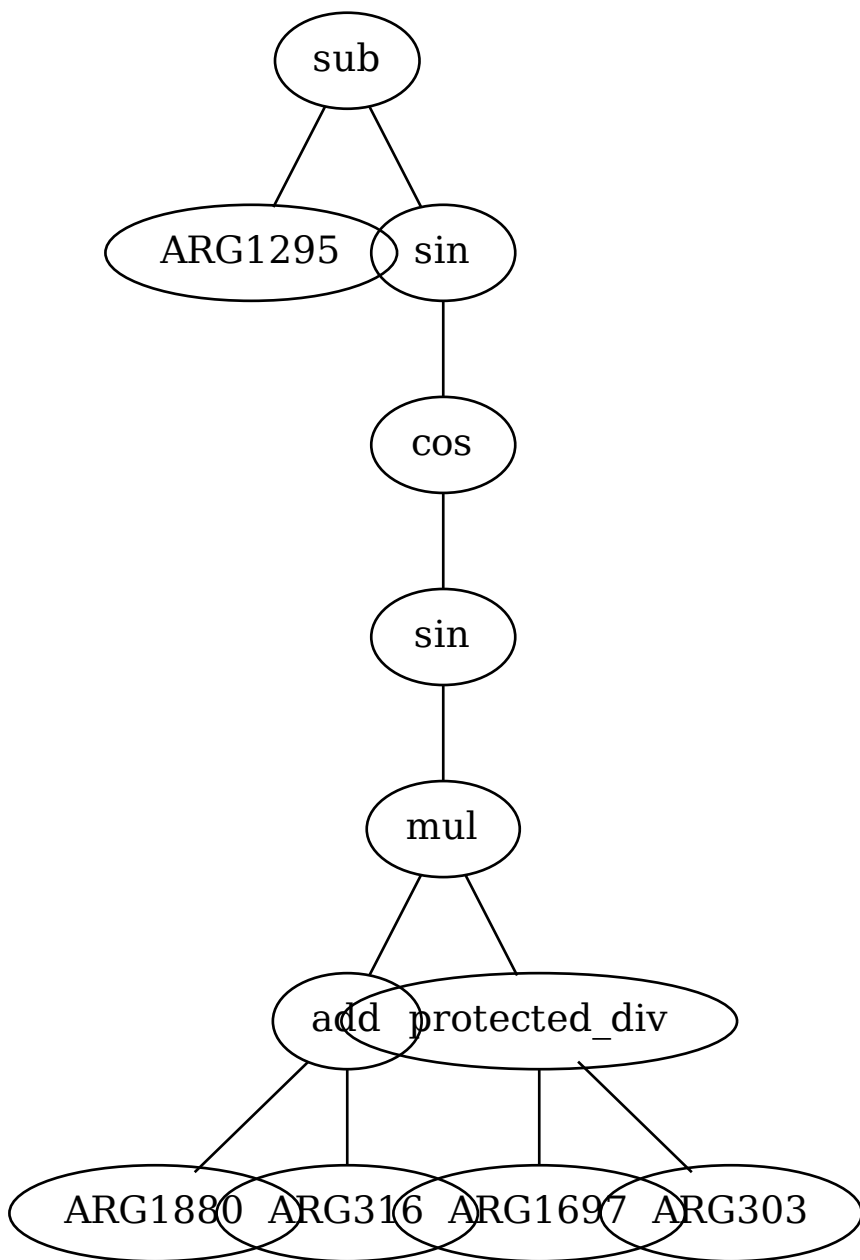 sub
ARG1295 sin
cos
sin
mul
add protected_div
ARG1880 ARG316 ARG1697 ARG303